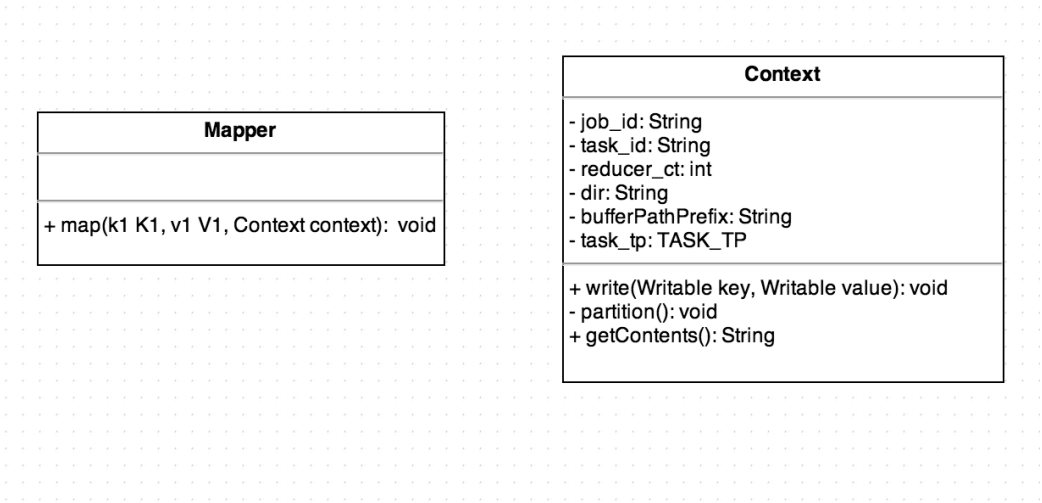 Mapper
+ map(k1 K1, v1 V1, Context context): void
Context
- job_id: String
- task_id: String
- reducer_ct: int
- dir: String
- bufferPathPrefix: String
- task_tp: TASK_TP
+ write(Writable key, Writable value): void
- partition(): void
+ getContents(): String